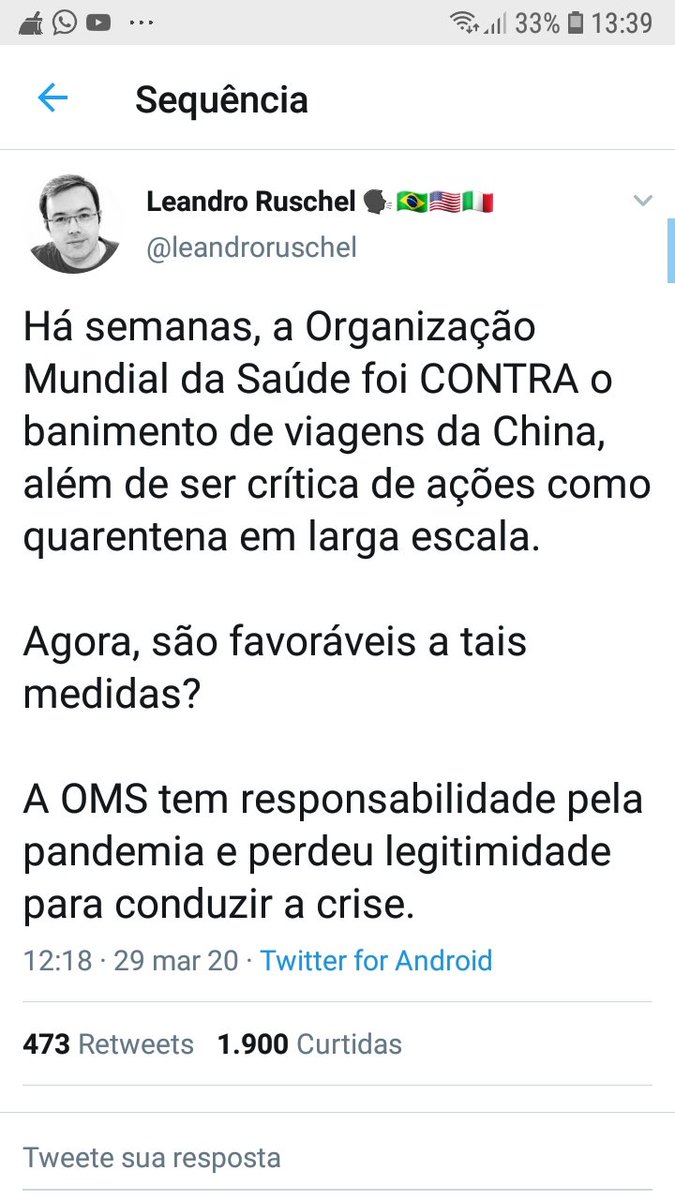 33% 13:39
Sequência
Leandro Ruschel
@leandroruschel
Há semanas, a Organização
Mundial da Saúde foi CONTRA o
banimento de viagens da China,
além de ser crítica de ações como
quarentena em larga escala.
Agora, são favoráveis a tais
medidas?
A OMS tem responsabilidade pela
pandemia e perdeu legitimidade
para conduzir a crise.
12:18 · 29 mar 20 · Twitter for Android
473 Retweets 1.900 Curtidas
Tweete sua resposta